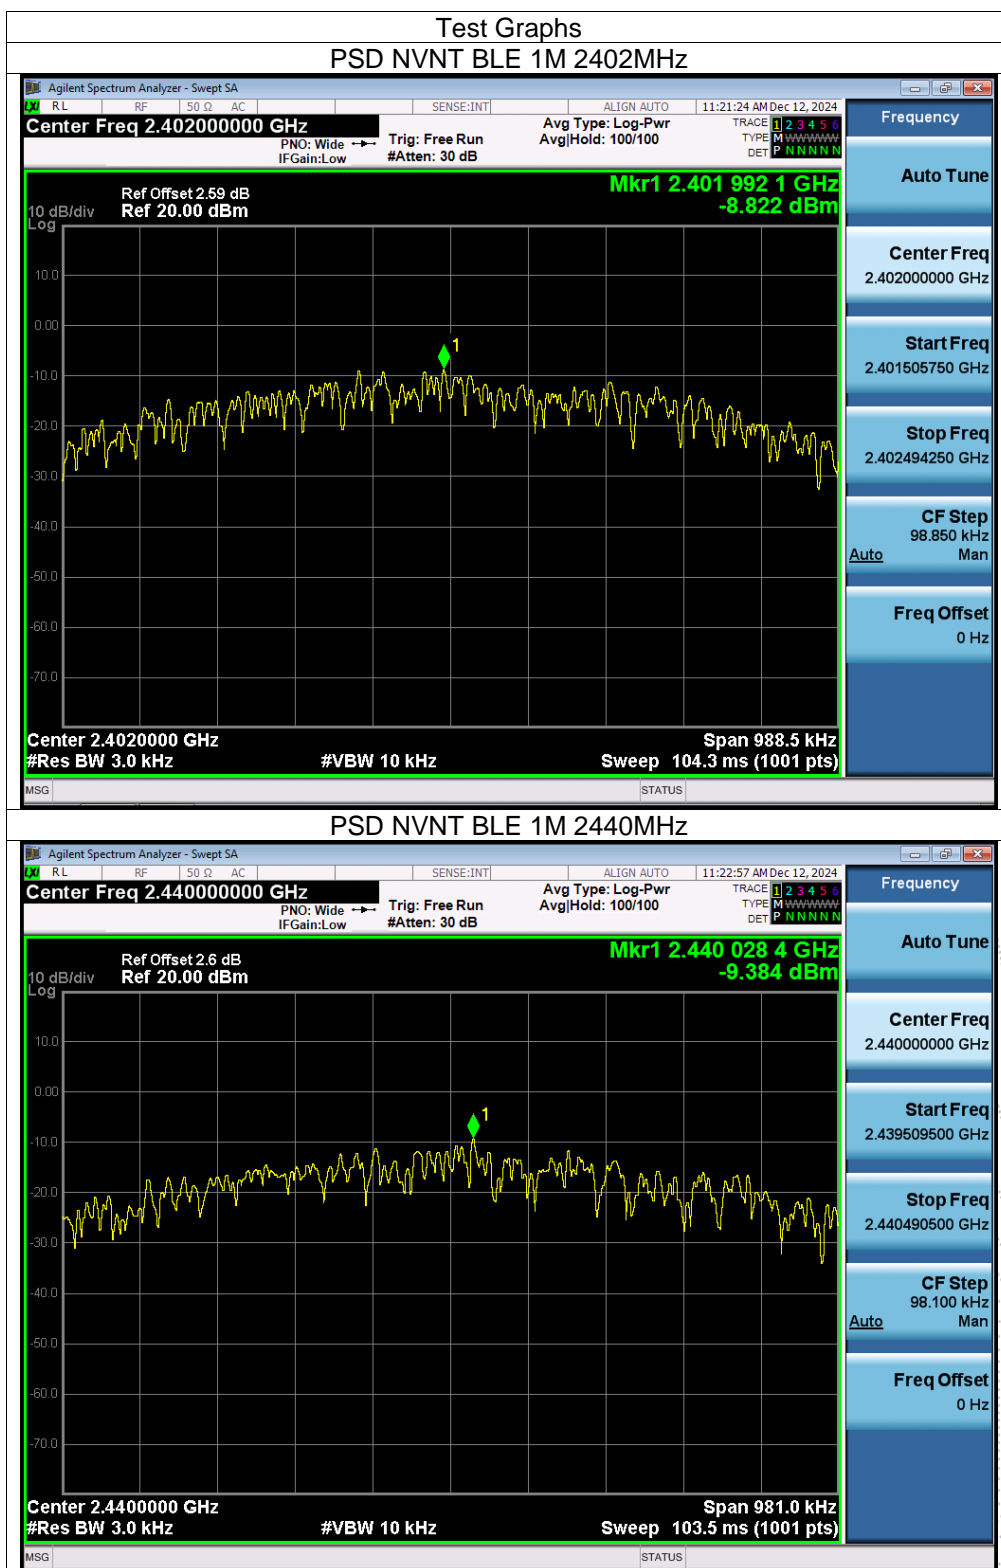 Test Graphs
PSD NVNT BLE 1M 2402MHz
Agilent Spectrum Analyzer - Swept SA
LXI RL RF 50 Ω AC SENSE:INT ALIGN AUTO 11:21:24 AM Dec 12, 2024
Center Freq 2.402000000 GHz
PNO: Wide
IFGain:Low
Trig: Free Run
#Atten: 30 dB
Avg Type: Log-Pwr
Avg|Hold: 100/100
TRACE 1 2 3 4 5 6
TYPE M WWWWW
DET P N N N N N
Frequency
Auto Tune
Center Freq
2.402000000 GHz
Start Freq
2.401505750 GHz
Stop Freq
2.402494250 GHz
CF Step
98.850 kHz
Auto Man
Freq Offset
0 Hz
Mkr1 2.401 992 1 GHz
-8.822 dBm
Ref Offset 2.59 dB
10 dB/div Ref 20.00 dBm
Log
10.0
0.00
1
-10.0
-20.0
-30.0
-40.0
-50.0
-60.0
-70.0
Center 2.4020000 GHz Span 988.5 kHz
#Res BW 3.0 kHz #VBW 10 kHz Sweep 104.3 ms (1001 pts)
MSG STATUS
PSD NVNT BLE 1M 2440MHz
Agilent Spectrum Analyzer - Swept SA
LXI RL RF 50 Ω AC SENSE:INT ALIGN AUTO 11:22:57 AM Dec 12, 2024
Center Freq 2.440000000 GHz
PNO: Wide
IFGain:Low
Trig: Free Run
#Atten: 30 dB
Avg Type: Log-Pwr
Avg|Hold: 100/100
TRACE 1 2 3 4 5 6
TYPE M WWWWW
DET P N N N N N
Frequency
Auto Tune
Center Freq
2.440000000 GHz
Start Freq
2.439509500 GHz
Stop Freq
2.440490500 GHz
CF Step
98.100 kHz
Auto Man
Freq Offset
0 Hz
Mkr1 2.440 028 4 GHz
-9.384 dBm
Ref Offset 2.6 dB
10 dB/div Ref 20.00 dBm
Log
10.0
0.00
1
-10.0
-20.0
-30.0
-40.0
-50.0
-60.0
-70.0
Center 2.4400000 GHz Span 981.0 kHz
#Res BW 3.0 kHz #VBW 10 kHz Sweep 103.5 ms (1001 pts)
MSG STATUS